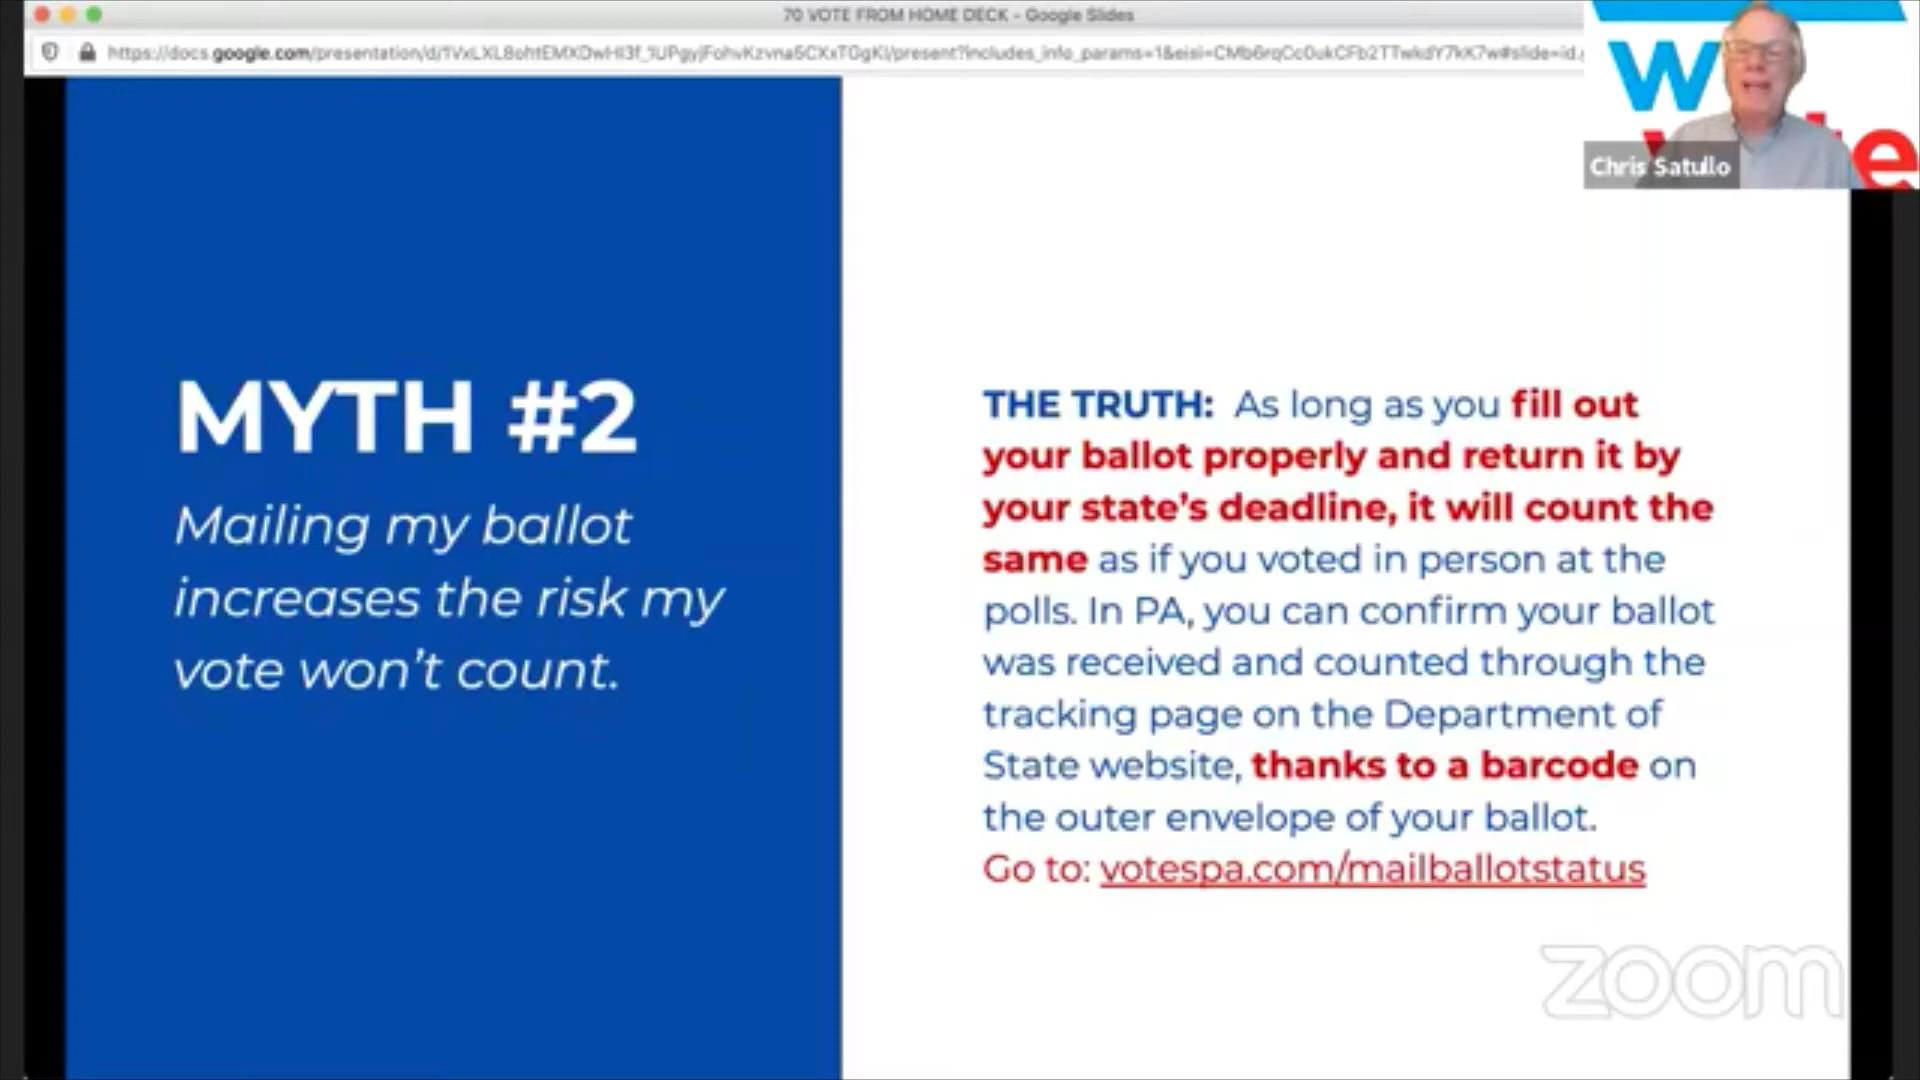 70 VOTE FROM HOME DECK - Google Slides
Chris Satullo
MYTH #2
Mailing my ballot
increases the risk my
vote won't count.
THE TRUTH: As long as you fill out
your ballot properly and return it by
your state's deadline, it will count the
same as if you voted in person at the
polls. In PA, you can confirm your ballot
was received and counted through the
tracking page on the Department of
State website, thanks to a barcode on
the outer envelope of your ballot.
Go to: votespa.com/mailballotstatus
zoom